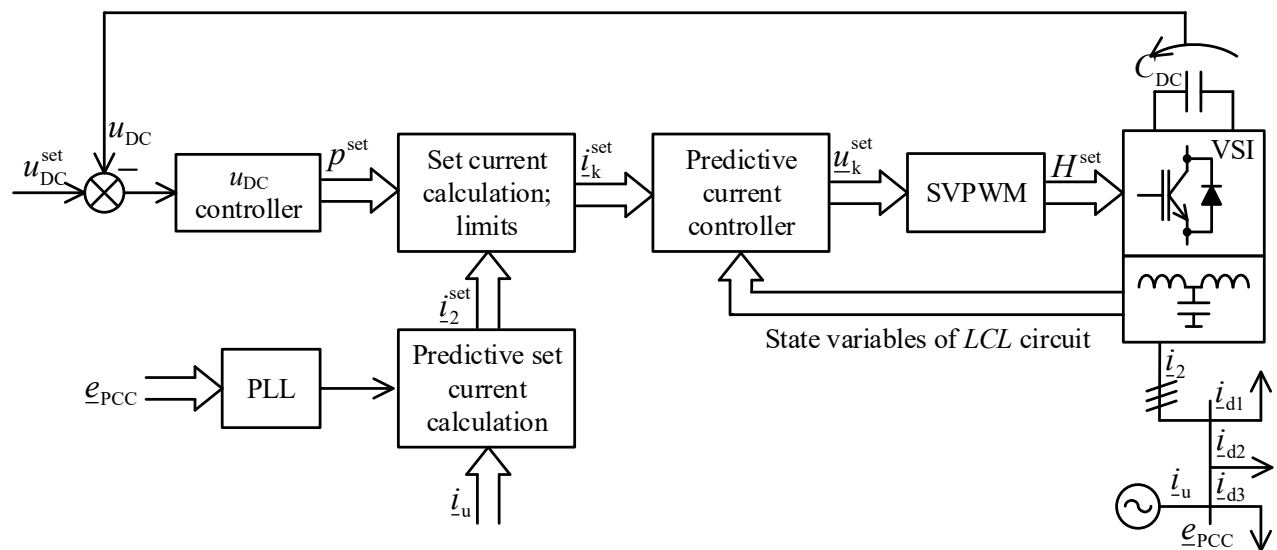 C_DC
u_DC
VSI
u_DC^set
−
u_DC
controller
p^set
Set current
calculation;
limits
i_k^set
Predictive
current
controller
u_k^set
SVPWM
H^set
i_2^set
State variables of LCL circuit
e_PCC
PLL
Predictive set
current
calculation
i_2
i_d1
i_d2
i_u
i_u
i_d3
e_PCC